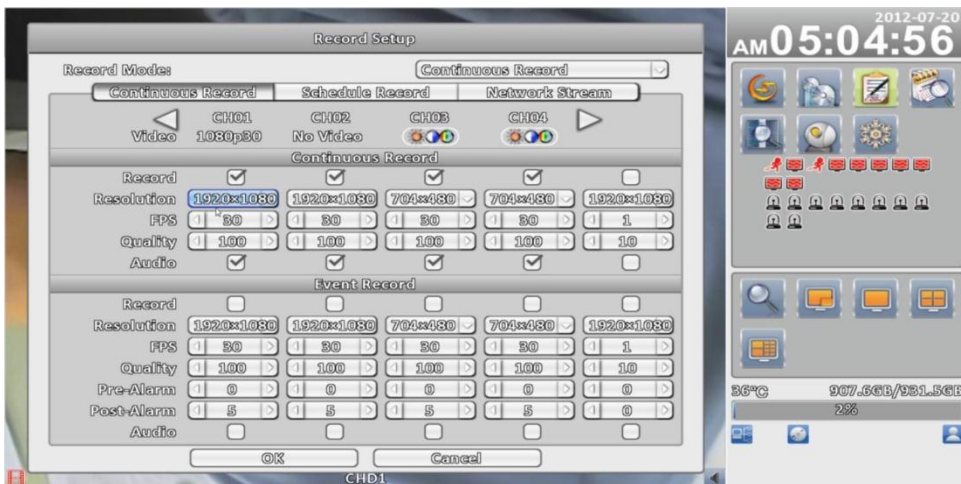 Record Setup
Record Mode: Continuous Record
Continuous Record Schedule Record Network Stream
CH01 CH02 CH03 CH04
Video 1080p30 No Video
Continuous Record
Record
Resolution 1920x1080 1920x1080 704x480 704x480 1920x1080
FPS 30 30 30 30 1
Quality 100 100 100 100 10
Audio
Event Record
Record
Resolution 1920x1080 1920x1080 704x480 704x480 1920x1080
FPS 30 30 30 30 1
Quality 100 100 100 100 10
Pre-Alarm 0 0 0 0 0
Post-Alarm 5 5 5 5 0
Audio
OK Cancel
CHD1
2012-07-20
AM05:04:56
36°C 907.6GB/931.5GB
2%